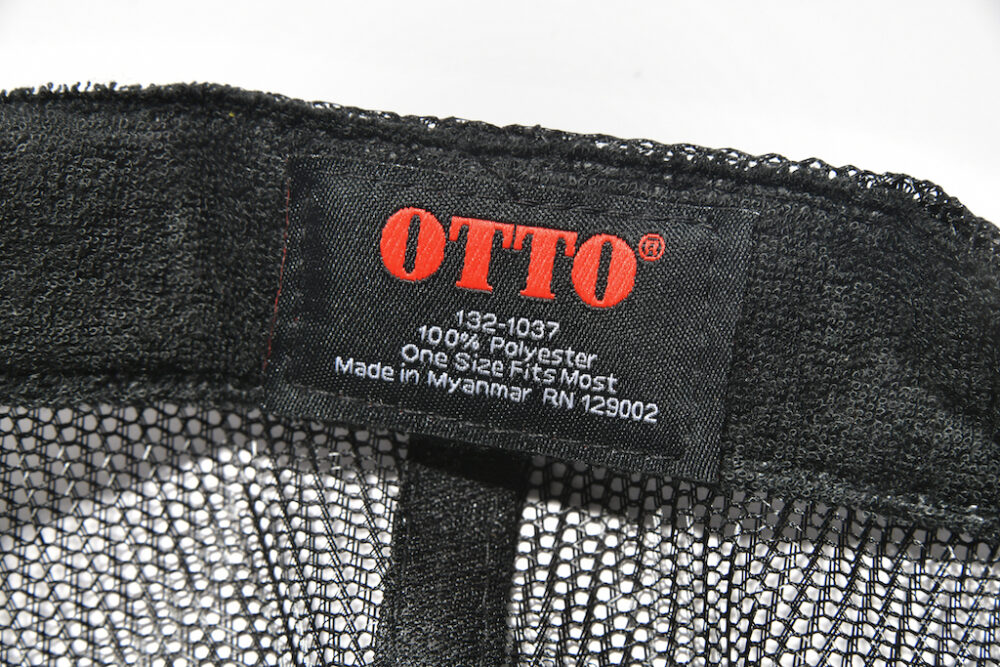 OTTO®
132-1037
100% Polyester
One Size Fits Most
Made in Myanmar RN 129002